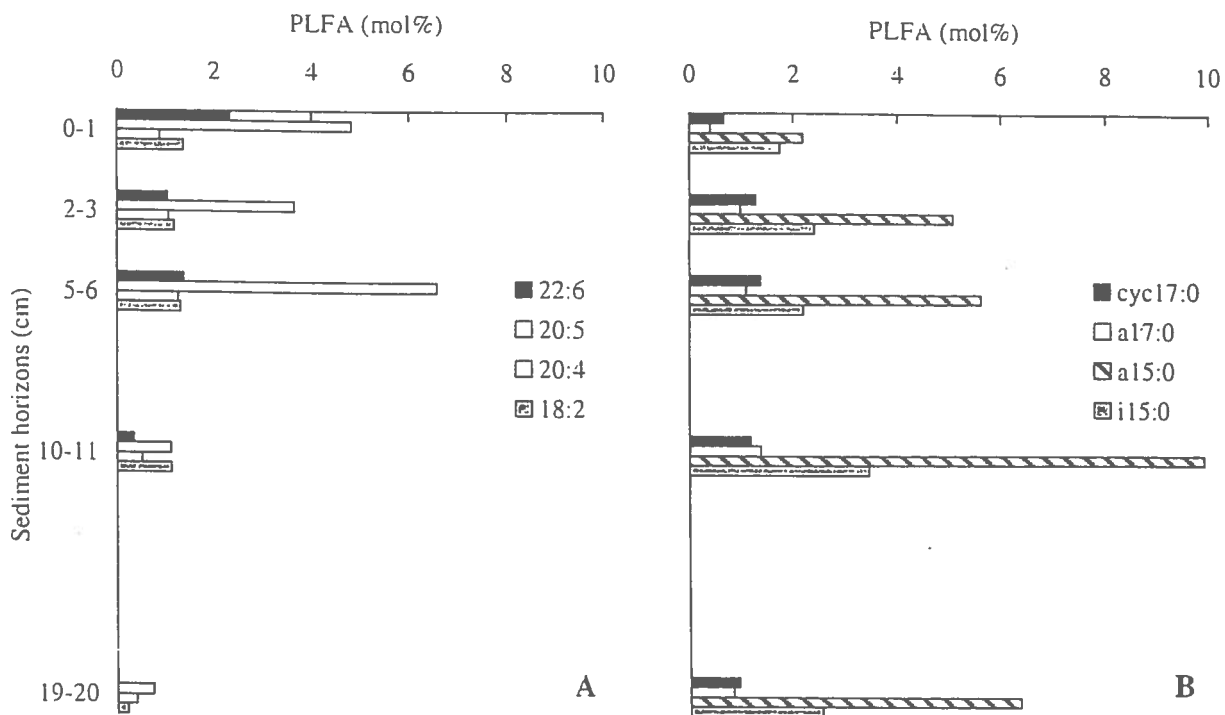 PLFA (mol%)
0 2 4 6 8 10
0-1
2-3
5-6
10-11
19-20
Sediment horizons (cm)
22:6
20:5
20:4
18:2
A
PLFA (mol%)
0 2 4 6 8 10
cyc17:0
a17:0
a15:0
i15:0
B